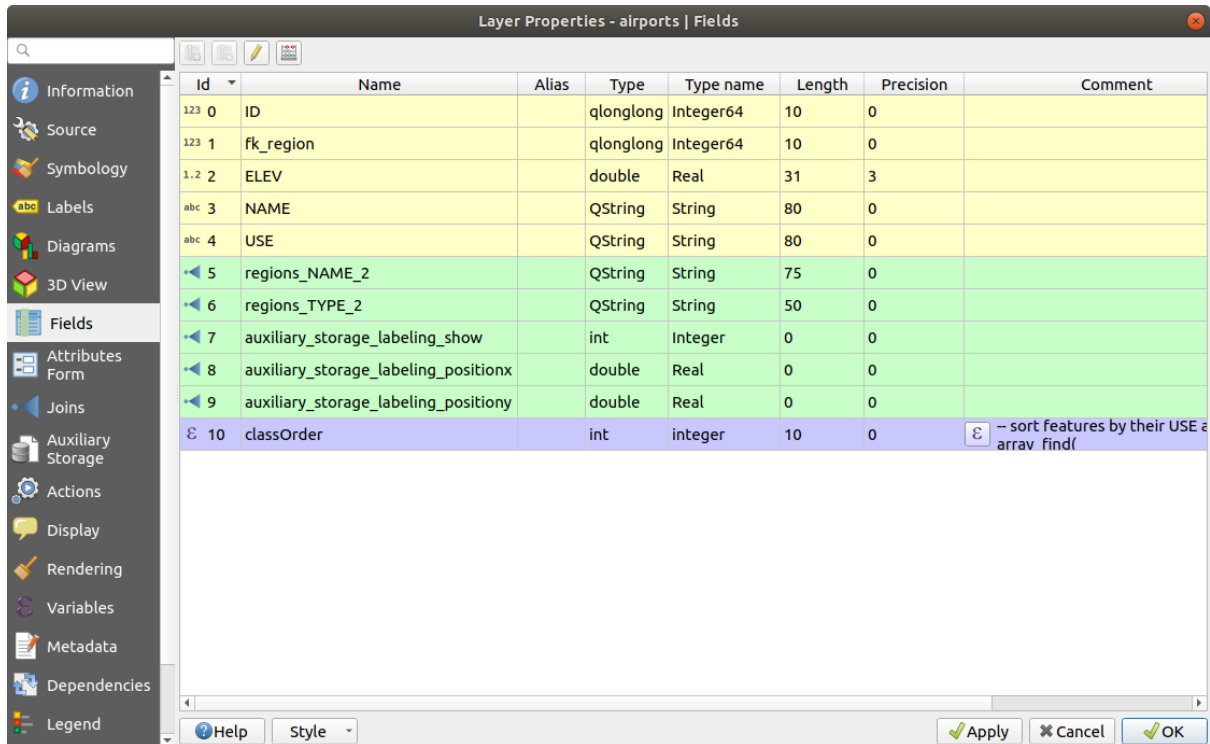 Layer Properties - airports | Fields
Information
Source
Symbology
abc Labels
Diagrams
3D View
Fields
Attributes
Form
Joins
Auxiliary
Storage
Actions
Display
Rendering
ε Variables
Metadata
Dependencies
Legend
Id Name Alias Type Type name Length Precision Comment
123 0 ID qlonglong Integer64 10 0
123 1 fk_region qlonglong Integer64 10 0
1.2 2 ELEV double Real 31 3
abc 3 NAME QString String 80 0
abc 4 USE QString String 80 0
5 regions_NAME_2 QString String 75 0
6 regions_TYPE_2 QString String 50 0
7 auxiliary_storage_labeling_show int Integer 0 0
8 auxiliary_storage_labeling_positionx double Real 0 0
9 auxiliary_storage_labeling_positiony double Real 0 0
ε 10 classOrder int integer 10 0 ε -- sort features by their USE a
array_find(
Help Style Apply Cancel OK